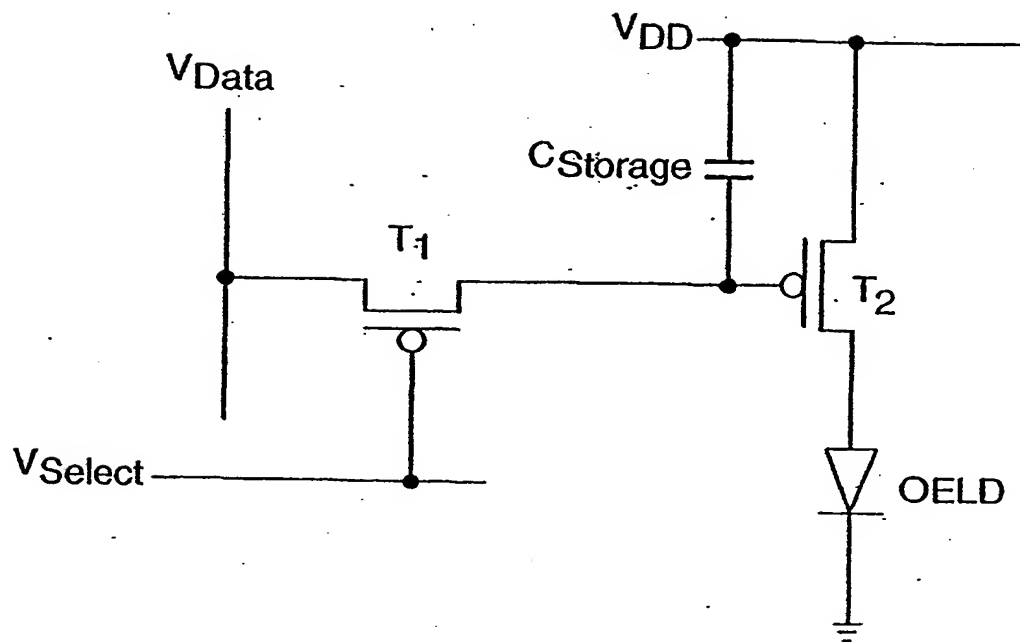 VDD
VData
CStorage
T1
T2
VSelect
OELD